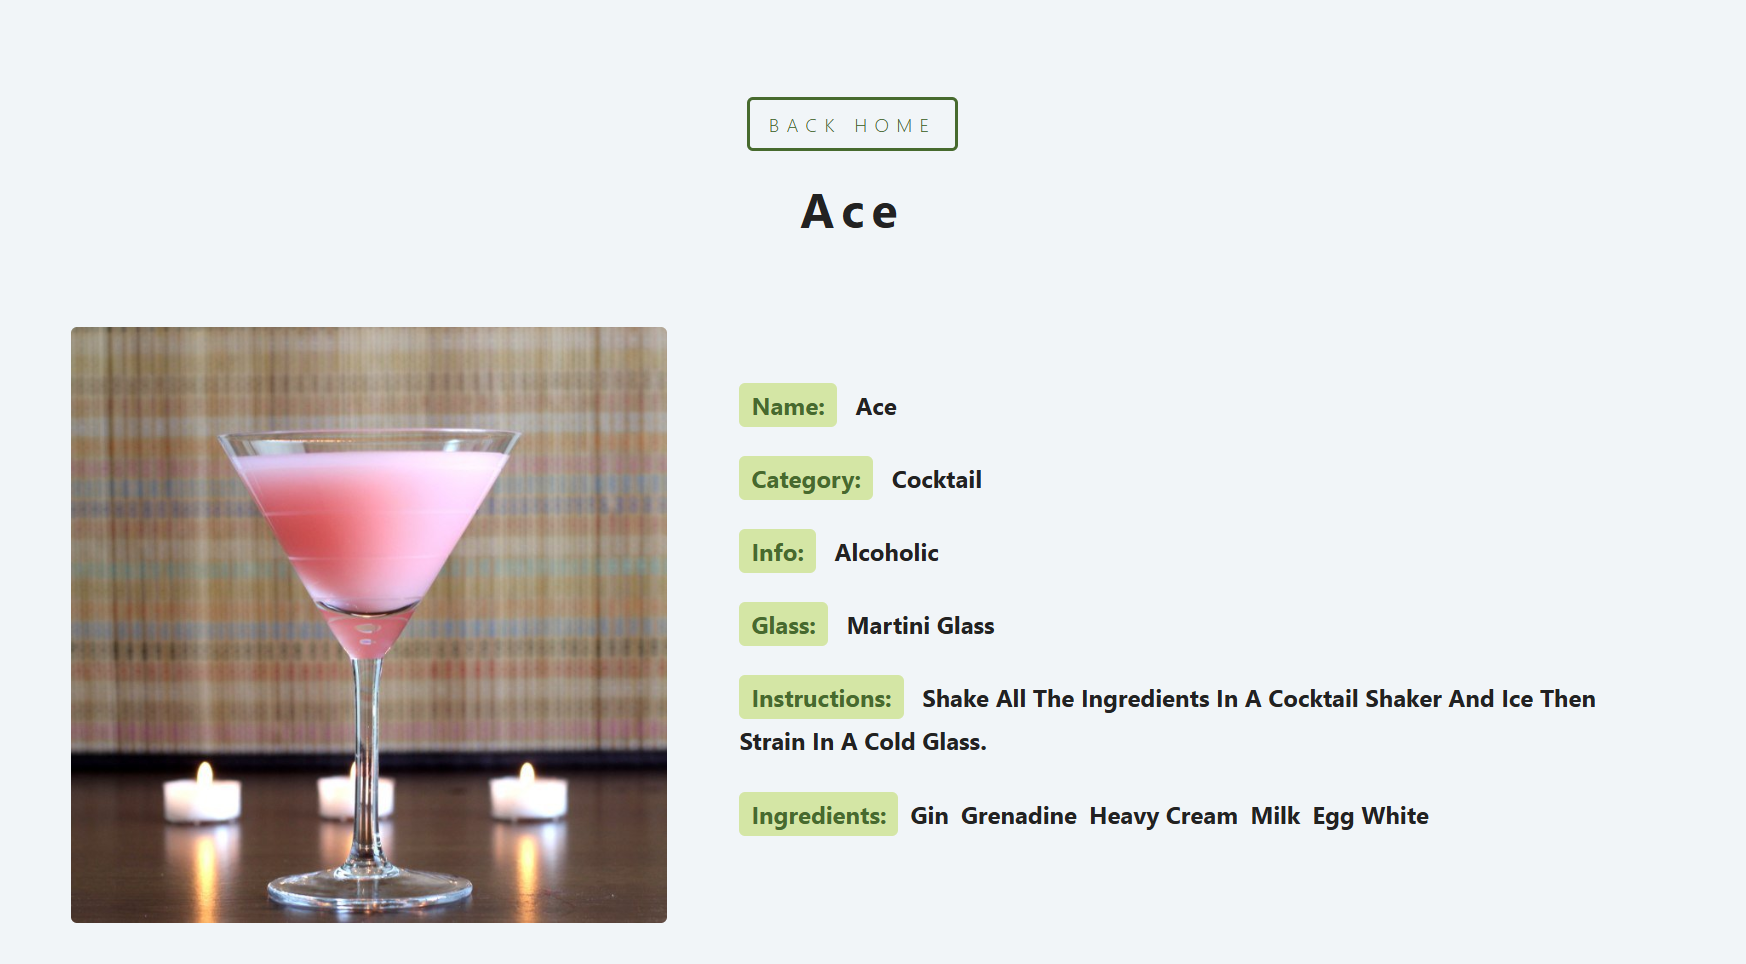 BACK HOME
Ace
Name: Ace
Category: Cocktail
Info: Alcoholic
Glass: Martini Glass
Instructions: Shake All The Ingredients In A Cocktail Shaker And Ice Then
Strain In A Cold Glass.
Ingredients: Gin Grenadine Heavy Cream Milk Egg White